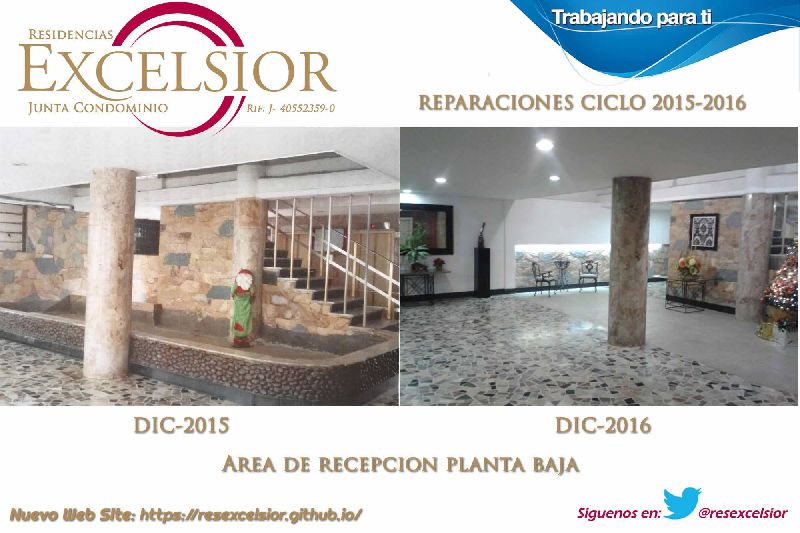 Trabajando para ti
RESIDENCIAS
EXCELSIOR
JUNTA CONDOMINIO RIF: J- 40552359-0
REPARACIONES CICLO 2015-2016
DIC-2015
DIC-2016
AREA DE RECEPCION PLANTA BAJA
Nuevo Web Site: https://resexcelsior.github.io/
Siguenos en: @resexcelsior